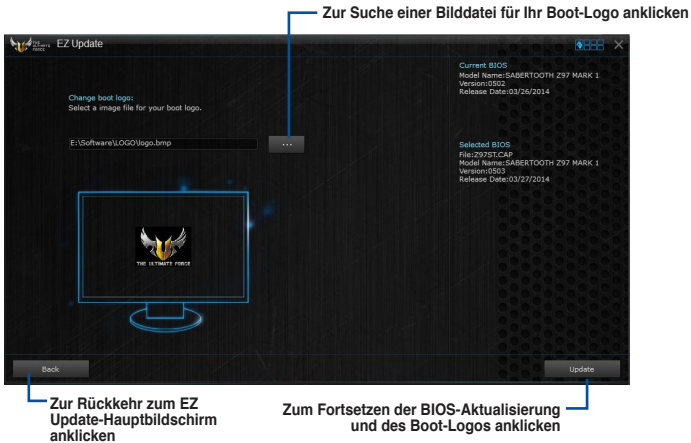 Zur Suche einer Bilddatei für Ihr Boot-Logo anklicken
THE ULTIMATE FORCE
EZ Update
Current BIOS
Model Name:SABERTOOTH Z97 MARK 1
Version:0502
Release Date:03/26/2014
Change boot logo:
Select a image file for your boot logo.
E:\Software\LOGO\logo.bmp
...
Selected BIOS
File:Z97ST.CAP
Model Name:SABERTOOTH Z97 MARK 1
Version:0503
Release Date:03/27/2014
THE ULTIMATE FORCE
Back
Update
Zur Rückkehr zum EZ
Update-Hauptbildschirm
anklicken
Zum Fortsetzen der BIOS-Aktualisierung
und des Boot-Logos anklicken